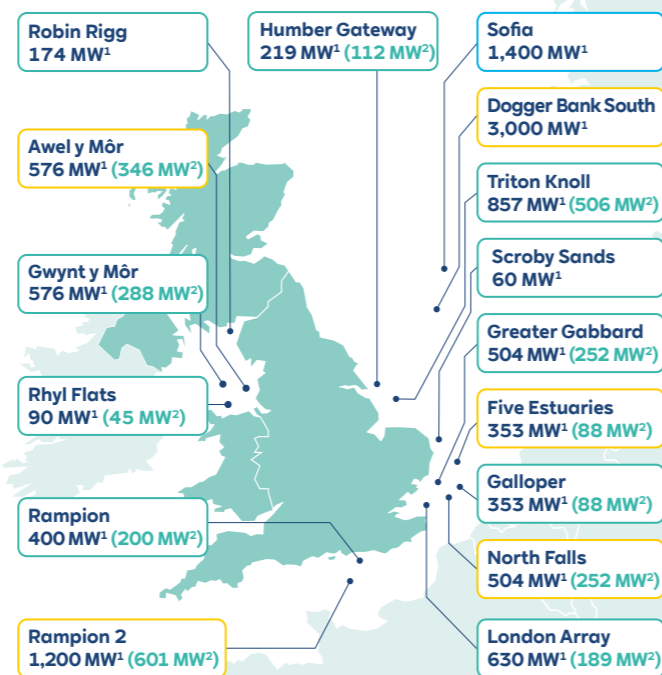 Robin Rigg
174 MW¹
Humber Gateway
219 MW¹ (112 MW²)
Sofia
1,400 MW¹
Awel y Môr
576 MW¹ (346 MW²)
Dogger Bank South
3,000 MW¹
Triton Knoll
857 MW¹ (506 MW²)
Gwynt y Môr
576 MW¹ (288 MW²)
Scroby Sands
60 MW¹
Greater Gabbard
504 MW¹ (252 MW²)
Rhyl Flats
90 MW¹ (45 MW²)
Five Estuaries
353 MW¹ (88 MW²)
Galloper
353 MW¹ (88 MW²)
Rampion
400 MW¹ (200 MW²)
North Falls
504 MW¹ (252 MW²)
Rampion 2
1,200 MW¹ (601 MW²)
London Array
630 MW¹ (189 MW²)